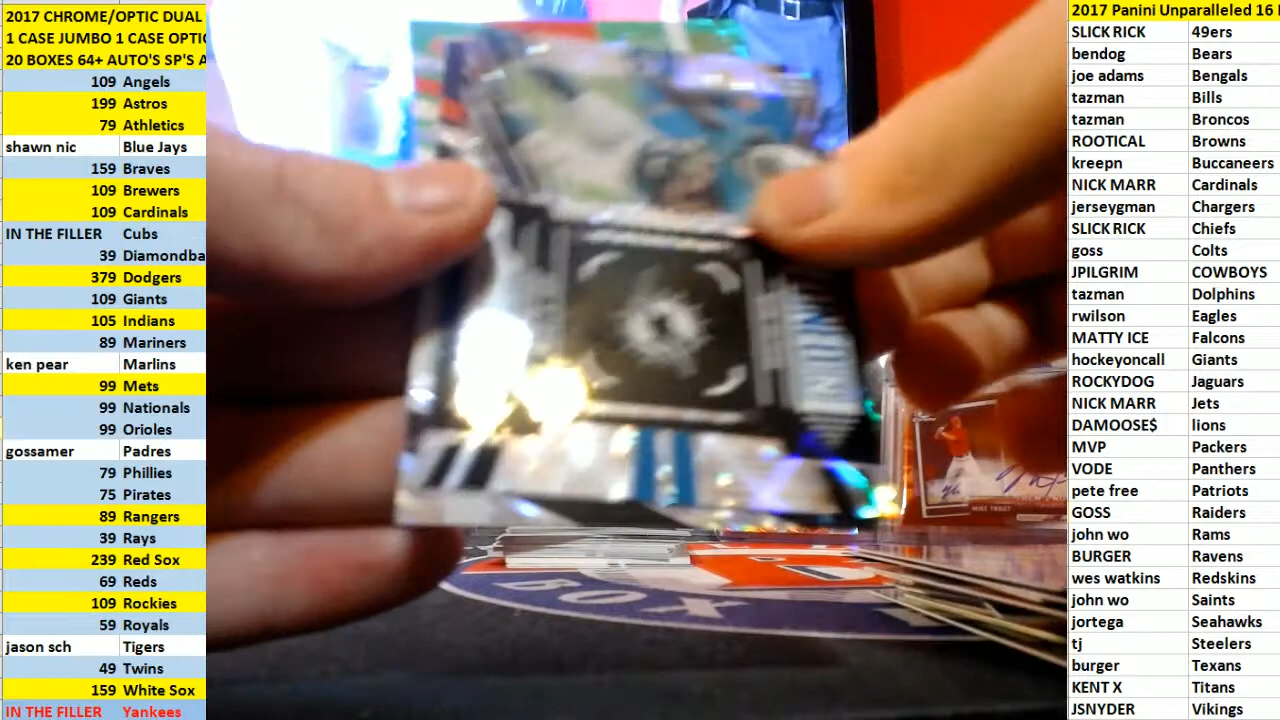 2017 CHROME/OPTIC DUAL
1 CASE JUMBO 1 CASE OPTIC
20 BOXES 64+ AUTO'S SP'S A
109 Angels
199 Astros
79 Athletics
shawn nic Blue Jays
159 Braves
109 Brewers
109 Cardinals
IN THE FILLER Cubs
39 Diamondba
379 Dodgers
109 Giants
105 Indians
89 Mariners
ken pear Marlins
99 Mets
99 Nationals
99 Orioles
gossamer Padres
79 Phillies
75 Pirates
89 Rangers
39 Rays
239 Red Sox
69 Reds
109 Rockies
59 Royals
jason sch Tigers
49 Twins
159 White Sox
IN THE FILLER Yankees
MIKE TROUT
BOX
2017 Panini Unparalleled 16
SLICK RICK 49ers
bendog Bears
joe adams Bengals
tazman Bills
tazman Broncos
ROOTICAL Browns
kreepn Buccaneers
NICK MARR Cardinals
jerseygman Chargers
SLICK RICK Chiefs
goss Colts
JPILGRIM COWBOYS
tazman Dolphins
rwilson Eagles
MATTY ICE Falcons
hockeyoncall Giants
ROCKYDOG Jaguars
NICK MARR Jets
DAMOOSE$ lions
MVP Packers
VODE Panthers
pete free Patriots
GOSS Raiders
john wo Rams
BURGER Ravens
wes watkins Redskins
john wo Saints
jortega Seahawks
tj Steelers
burger Texans
KENT X Titans
JSNYDER Vikings